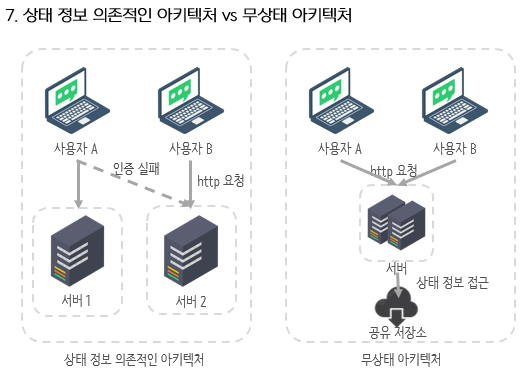 7. 상태 정보 의존적인 아키텍처 vs 무상태 아키텍처
사용자 A
사용자 B
인증 실패
http 요청
서버 1
서버 2
상태 정보 의존적인 아키텍처
사용자 A
사용자 B
http 요청
서버
상태 정보 접근
공유 저장소
무상태 아키텍처